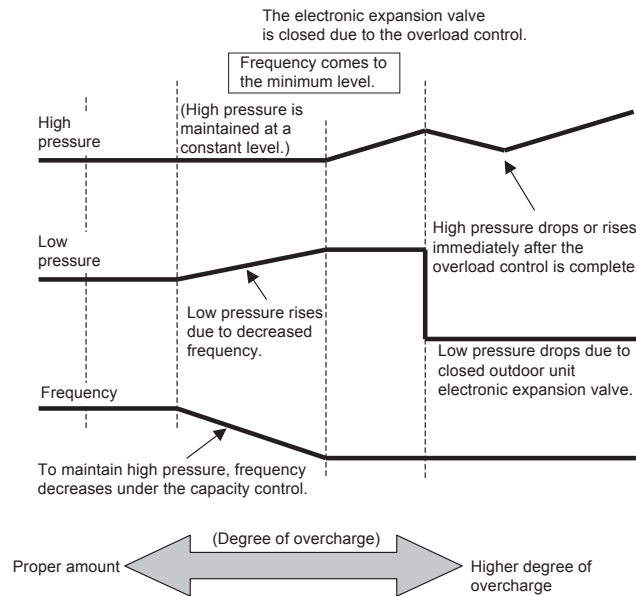 The electronic expansion valve
is closed due to the overload control.
Frequency comes to
the minimum level.
(High pressure is
maintained at a
constant level.)
High
pressure
High pressure drops or rises
immediately after the
overload control is complete.
Low
pressure
Low pressure rises
due to decreased
frequency.
Low pressure drops due to
closed outdoor unit
electronic expansion valve.
Frequency
To maintain high pressure, frequency
decreases under the capacity control.
(Degree of overcharge)
Proper amount
Higher degree of
overcharge